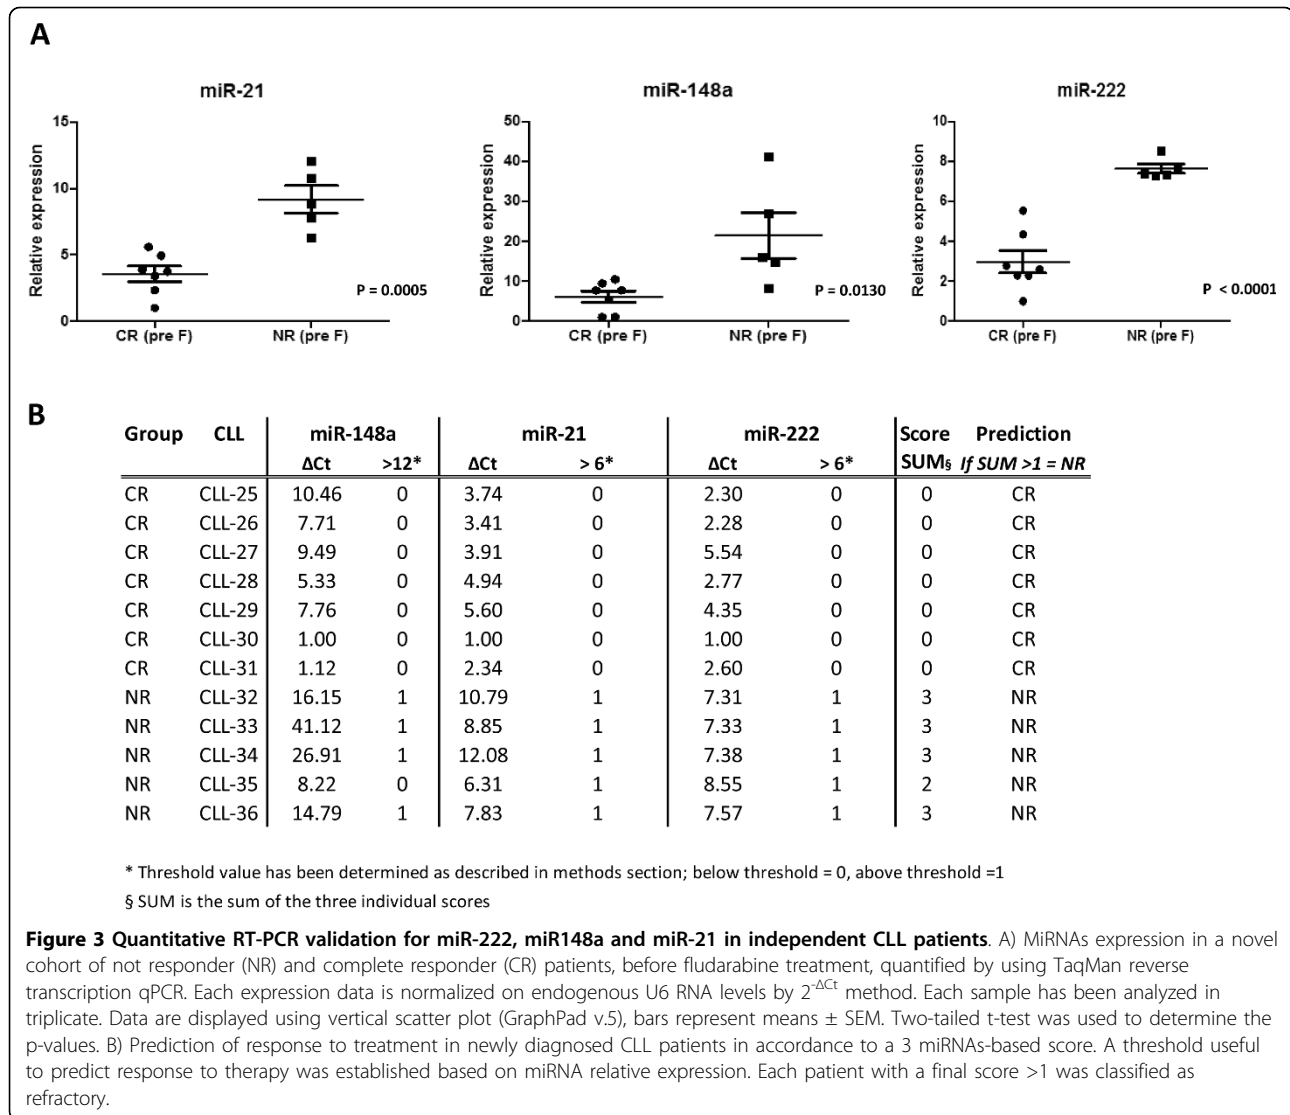 A
miR-21
Relative expression
15
10
5
0
CR (pre F)
NR (pre F)
P = 0.0005
miR-148a
Relative expression
50
40
30
20
10
0
CR (pre F)
NR (pre F)
P = 0.0130
miR-222
Relative expression
10
8
6
4
2
0
CR (pre F)
NR (pre F)
P < 0.0001
B
Group CLL miR-148a miR-21 miR-222 Score Prediction
ΔCt >12* ΔCt > 6* ΔCt > 6* SUM§ If SUM >1 = NR
CR CLL-25 10.46 0 3.74 0 2.30 0 0 CR
CR CLL-26 7.71 0 3.41 0 2.28 0 0 CR
CR CLL-27 9.49 0 3.91 0 5.54 0 0 CR
CR CLL-28 5.33 0 4.94 0 2.77 0 0 CR
CR CLL-29 7.76 0 5.60 0 4.35 0 0 CR
CR CLL-30 1.00 0 1.00 0 1.00 0 0 CR
CR CLL-31 1.12 0 2.34 0 2.60 0 0 CR
NR CLL-32 16.15 1 10.79 1 7.31 1 3 NR
NR CLL-33 41.12 1 8.85 1 7.33 1 3 NR
NR CLL-34 26.91 1 12.08 1 7.38 1 3 NR
NR CLL-35 8.22 0 6.31 1 8.55 1 2 NR
NR CLL-36 14.79 1 7.83 1 7.57 1 3 NR
* Threshold value has been determined as described in methods section; below threshold = 0, above threshold =1
§ SUM is the sum of the three individual scores
Figure 3 Quantitative RT-PCR validation for miR-222, miR148a and miR-21 in independent CLL patients. A) MiRNAs expression in a novel
cohort of not responder (NR) and complete responder (CR) patients, before fludarabine treatment, quantified by using TaqMan reverse
transcription qPCR. Each expression data is normalized on endogenous U6 RNA levels by 2^-ΔCt method. Each sample has been analyzed in
triplicate. Data are displayed using vertical scatter plot (GraphPad v.5), bars represent means ± SEM. Two-tailed t-test was used to determine the
p-values. B) Prediction of response to treatment in newly diagnosed CLL patients in accordance to a 3 miRNAs-based score. A threshold useful
to predict response to therapy was established based on miRNA relative expression. Each patient with a final score >1 was classified as
refractory.